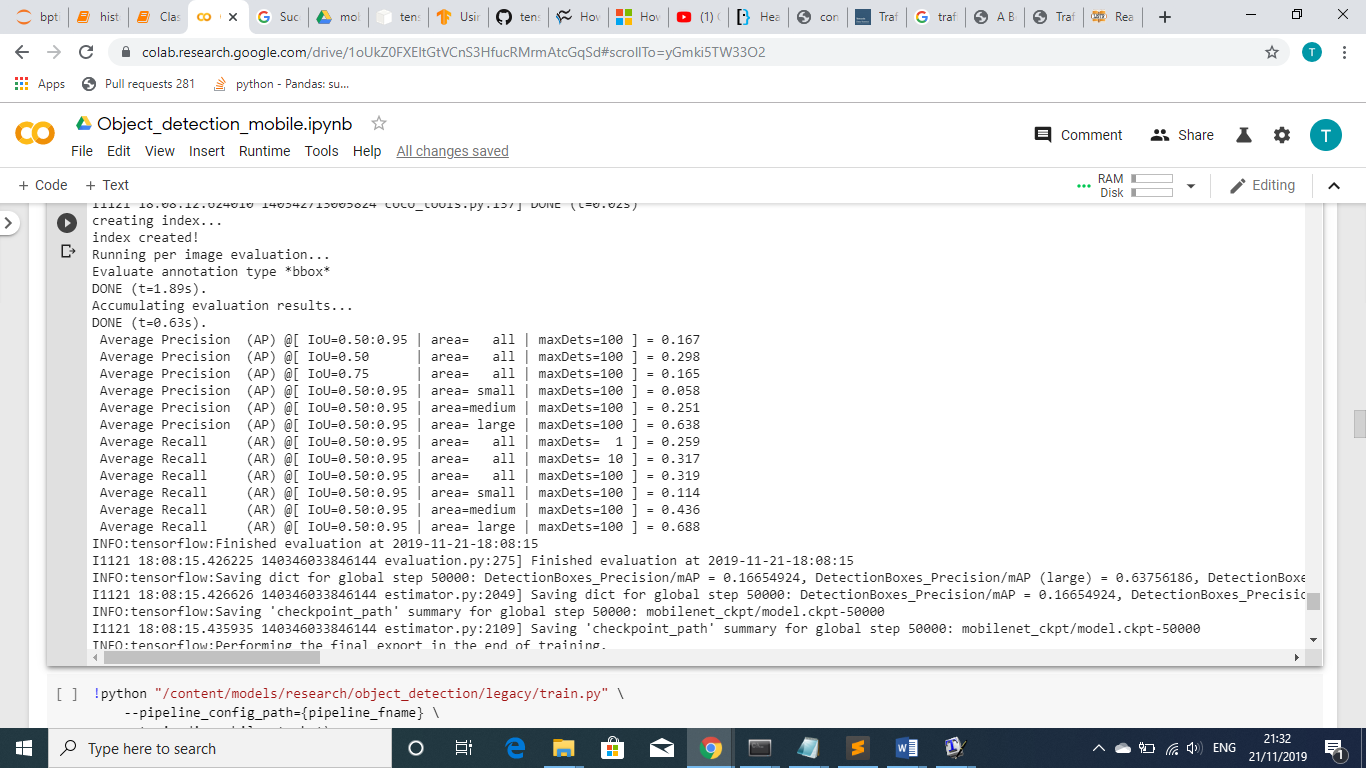 bpti
histo
Clas
Suc
mol
tens
Usin
tens
How
How
(1) (
Hea
con
Traf
traf
A B
Traf
Rea
colab.research.google.com/drive/1oUkZ0FXEltGtVCnS3HfucRMrmAtcGqSd#scrollTo=yGmki5TW33O2
T
Apps
Pull requests 281
python - Pandas: su...
Object_detection_mobile.ipynb
Comment
Share
T
File Edit View Insert Runtime Tools Help All changes saved
+ Code + Text
RAM
Disk
Editing
I1121 18:08:12.624010 140342713005824 coco_tools.py:137] DONE (t=0.02s)
creating index...
index created!
Running per image evaluation...
Evaluate annotation type *bbox*
DONE (t=1.89s).
Accumulating evaluation results...
DONE (t=0.63s).
Average Precision (AP) @[ IoU=0.50:0.95 | area= all | maxDets=100 ] = 0.167
Average Precision (AP) @[ IoU=0.50 | area= all | maxDets=100 ] = 0.298
Average Precision (AP) @[ IoU=0.75 | area= all | maxDets=100 ] = 0.165
Average Precision (AP) @[ IoU=0.50:0.95 | area= small | maxDets=100 ] = 0.058
Average Precision (AP) @[ IoU=0.50:0.95 | area=medium | maxDets=100 ] = 0.251
Average Precision (AP) @[ IoU=0.50:0.95 | area= large | maxDets=100 ] = 0.638
Average Recall (AR) @[ IoU=0.50:0.95 | area= all | maxDets= 1 ] = 0.259
Average Recall (AR) @[ IoU=0.50:0.95 | area= all | maxDets= 10 ] = 0.317
Average Recall (AR) @[ IoU=0.50:0.95 | area= all | maxDets=100 ] = 0.319
Average Recall (AR) @[ IoU=0.50:0.95 | area= small | maxDets=100 ] = 0.114
Average Recall (AR) @[ IoU=0.50:0.95 | area=medium | maxDets=100 ] = 0.436
Average Recall (AR) @[ IoU=0.50:0.95 | area= large | maxDets=100 ] = 0.688
INFO:tensorflow:Finished evaluation at 2019-11-21-18:08:15
I1121 18:08:15.426225 140346033846144 evaluation.py:275] Finished evaluation at 2019-11-21-18:08:15
INFO:tensorflow:Saving dict for global step 50000: DetectionBoxes_Precision/mAP = 0.16654924, DetectionBoxes_Precision/mAP (large) = 0.63756186, DetectionBoxe
I1121 18:08:15.426626 140346033846144 estimator.py:2049] Saving dict for global step 50000: DetectionBoxes_Precision/mAP = 0.16654924, DetectionBoxes_Precisio
INFO:tensorflow:Saving 'checkpoint_path' summary for global step 50000: mobilenet_ckpt/model.ckpt-50000
I1121 18:08:15.435935 140346033846144 estimator.py:2109] Saving 'checkpoint_path' summary for global step 50000: mobilenet_ckpt/model.ckpt-50000
INFO:tensorflow:Performing the final export in the end of training.
[ ] !python "/content/models/research/object_detection/legacy/train.py" \
--pipeline_config_path={pipeline_fname} \
Type here to search
ENG
21:32
21/11/2019
1